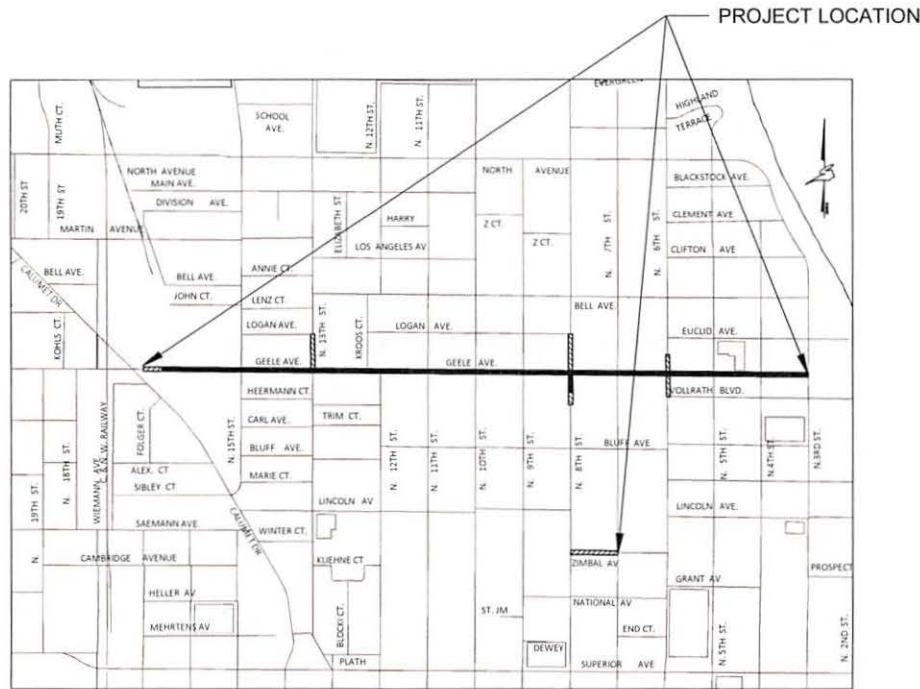 PROJECT LOCATION
EVERGREEN
HIGHLAND
TERRACE
MUTH CT.
SCHOOL
AVE.
N. 12TH ST.
N. 11TH ST.
20TH ST
19TH ST
NORTH AVENUE
MAIN AVE.
DIVISION AVE.
MARTIN AVENUE
ELIZABETH ST.
HARRY
LOS ANGELES AV
NORTH AVENUE
Z CT.
Z CT.
N. 7TH ST.
N. 6TH ST.
BLACKSTOCK AVE.
CLEMENT AVE
CLIFTON AVE
BELL AVE.
CALUMET DR
BELL AVE.
JOHN CT.
ANNIE CT.
LENZ CT.
LOGAN AVE.
GEELE AVE.
N. 13TH ST.
KROOS CT.
LOGAN AVE.
GEELE AVE.
BELL AVE.
EUCLID AVE.
KOHLS CT.
VOLLRATH BLVD.
HEERMANN CT.
TRIM CT.
CARL AVE.
BLUFF AVE.
MARIE CT.
N. 15TH ST.
FOLGER CT.
ALEX. CT
SIBLEY CT
SAEMANN AVE.
WIEMANN AVE
C & N.W. RAILWAY
N. 18TH ST.
N 19TH ST.
N. 12TH ST.
N. 11TH ST.
N. 10TH ST.
N. 9TH ST.
N. 8TH ST.
BLUFF AVE
N. 5TH ST.
N.4TH ST.
N.3RD ST.
LINCOLN AV
LINCOLN AVE.
CALUMET DR
WINTER CT.
KUEHNE CT
CAMBRIDGE AVENUE
HELLER AV
MEHRTENS AV
BLOCKI CT.
PLATH
ZIMBAL AV
GRANT AV
PROSPECT
NATIONAL AV
ST. JM
END CT.
DEWEY
SUPERIOR AVE
N.5TH ST.
N. 2ND ST.